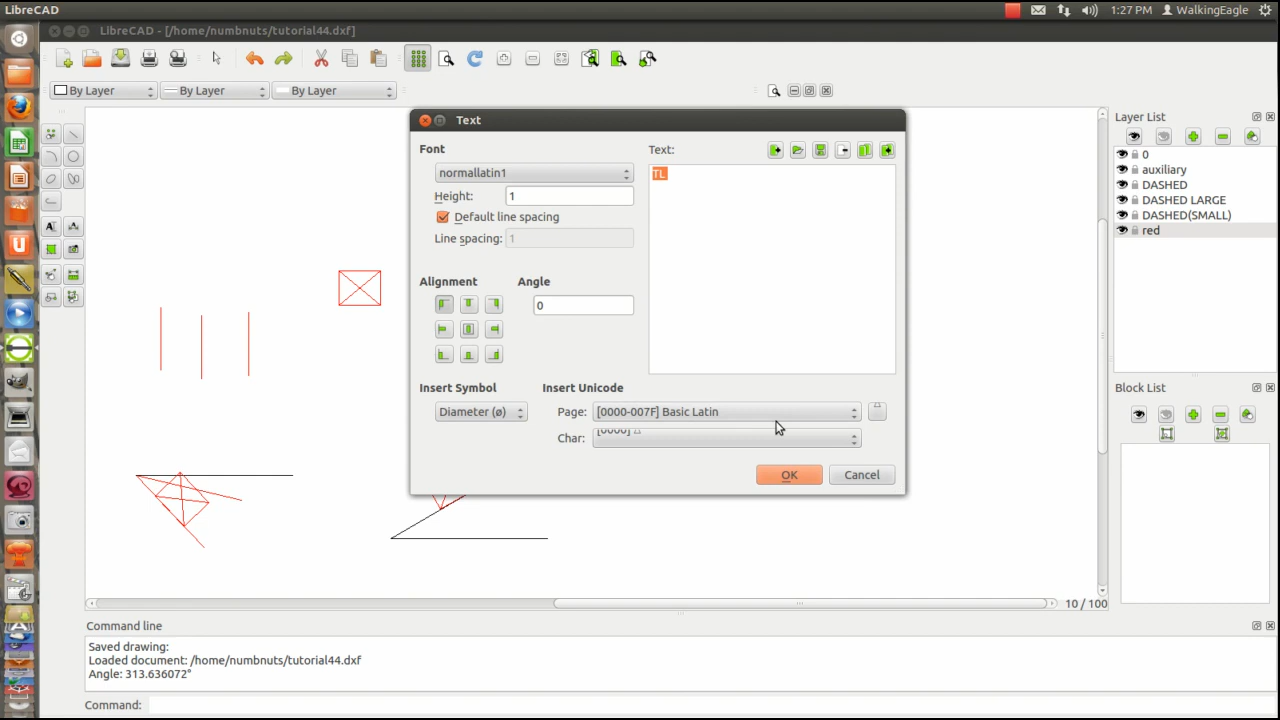 LibreCAD
1:27 PM
WalkingEagle
LibreCAD - [/home/numbnuts/tutorial44.dxf]
By Layer
By Layer
By Layer
Text
Font
normallatin1
Height:
1
Default line spacing
Line spacing:
1
Alignment
Angle
0
Text:
TL
Insert Symbol
Diameter (ø)
Insert Unicode
Page:
[0000-007F] Basic Latin
Char:
[0000]
OK
Cancel
Layer List
0
auxiliary
DASHED
DASHED LARGE
DASHED(SMALL)
red
Block List
10 / 100
Command line
Saved drawing:
Loaded document: /home/numbnuts/tutorial44.dxf
Angle: 313.636072°
Command: